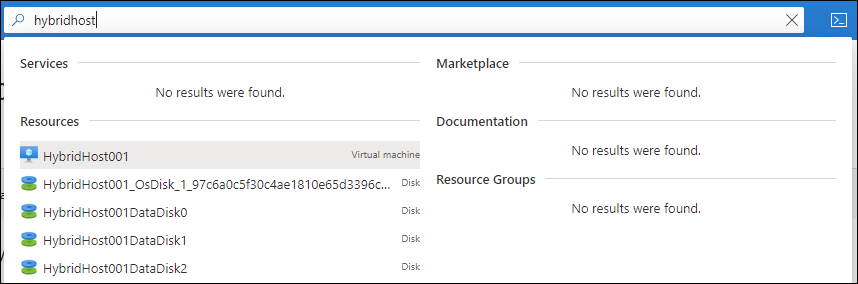 hybridhost
Services
No results were found.
Resources
HybridHost001 Virtual machine
HybridHost001_OsDisk_1_97c6a0c5f30c4ae1810e65d3396c... Disk
HybridHost001DataDisk0 Disk
HybridHost001DataDisk1 Disk
HybridHost001DataDisk2 Disk
Marketplace
No results were found.
Documentation
No results were found.
Resource Groups
No results were found.